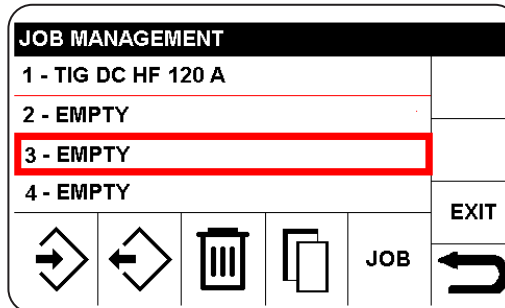 JOB MANAGEMENT
1 - TIG DC HF 120 A
2 - EMPTY
3 - EMPTY
4 - EMPTY
EXIT
JOB